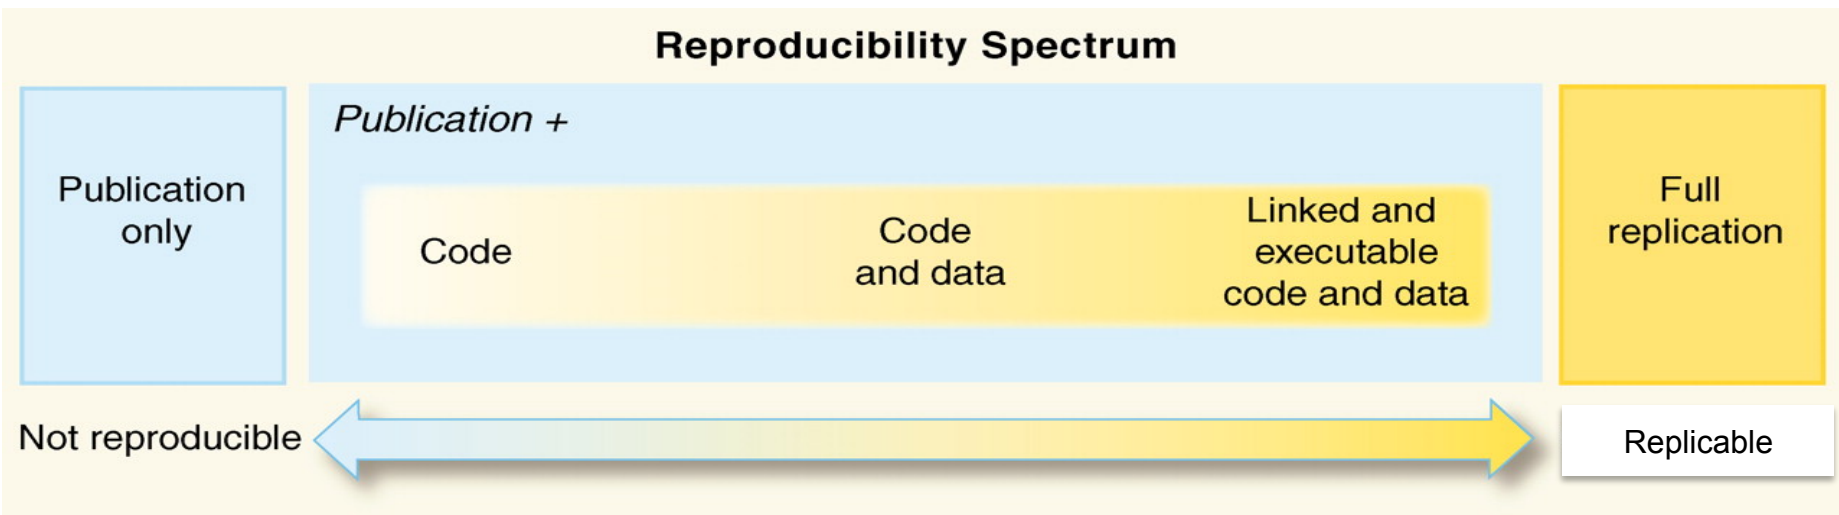 Reproducibility Spectrum
Publication
only
Publication +
Code
Code
and data
Linked and
executable
code and data
Full
replication
Not reproducible
Replicable